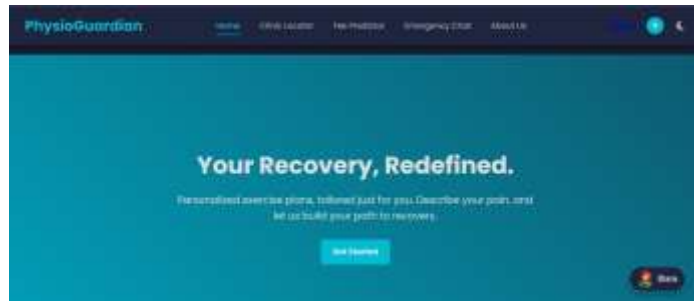 PhysioGuardian
Home Clinic Locator Fee Predictor Emergency Chat About Us
Your Recovery, Redefined.
Personalized exercise plans, tailored just for you. Describe your pain, and
let us build your path to recovery.
Get Started